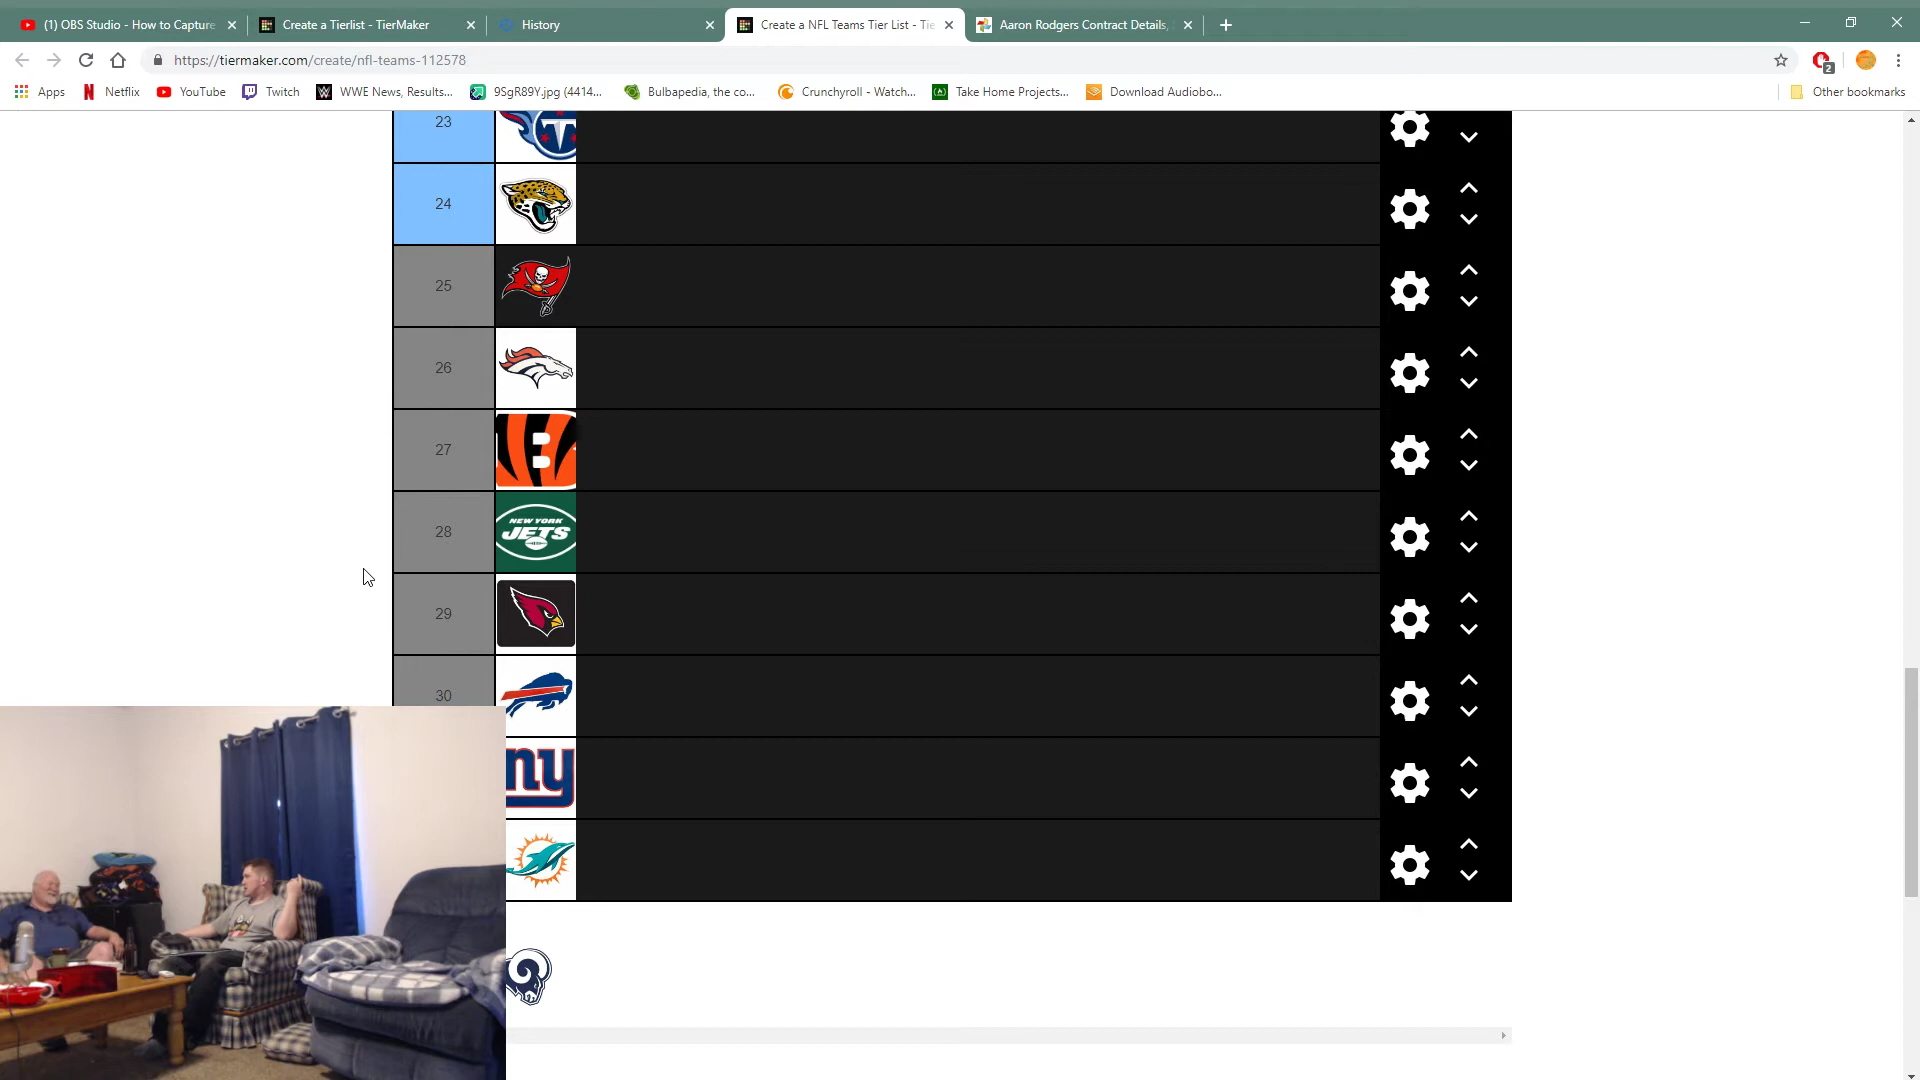 (1) OBS Studio - How to Capture
Create a Tierlist - TierMaker
History
Create a NFL Teams Tier List - Tie
Aaron Rodgers Contract Details,
https://tiermaker.com/create/nfl-teams-112578
2
Apps
Netflix
YouTube
Twitch
WWE News, Results...
9SgR89Y.jpg (4414...
Bulbapedia, the co...
Crunchyroll - Watch...
Take Home Projects...
Download Audiobo...
Other bookmarks
23
T
24
25
26
27
B
28
NEW YORK
JETS
29
30
ny